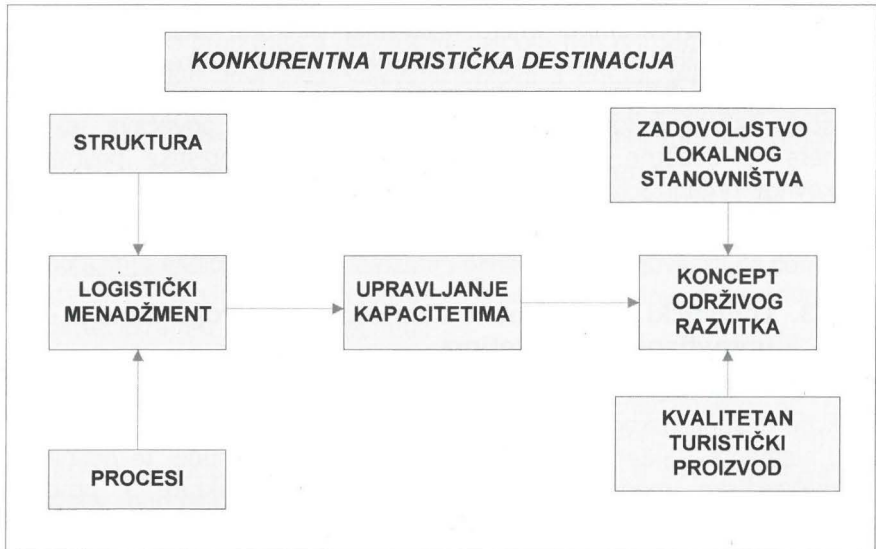 KONKURENTNA TURISTIČKA DESTINACIJA
STRUKTURA
ZADOVOLJSTVO
LOKALNOG
STANOVNIŠTVA
LOGISTIČKI
MENADŽMENT
UPRAVLJANJE
KAPACITETIMA
KONCEPT
ODRŽIVOG
RAZVITKA
PROCESI
KVALITETAN
TURISTIČKI
PROIZVOD